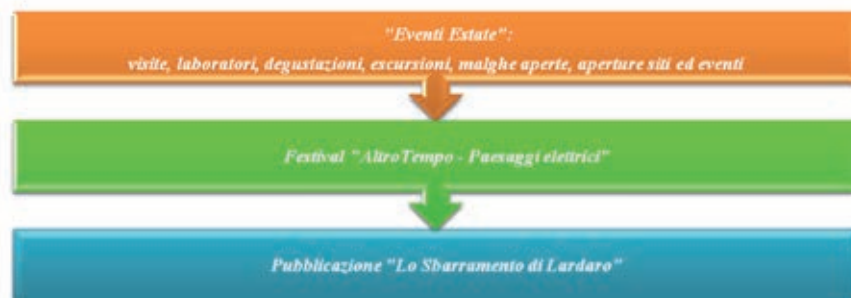 "Eventi Estate":
visite, laboratori, degustazioni, escursioni, malghe aperte, aperture siti ed eventi
Festival "AltroTempo - Paesaggi elettrici"
Pubblicazione "Lo Sbarramento di Lardaro"